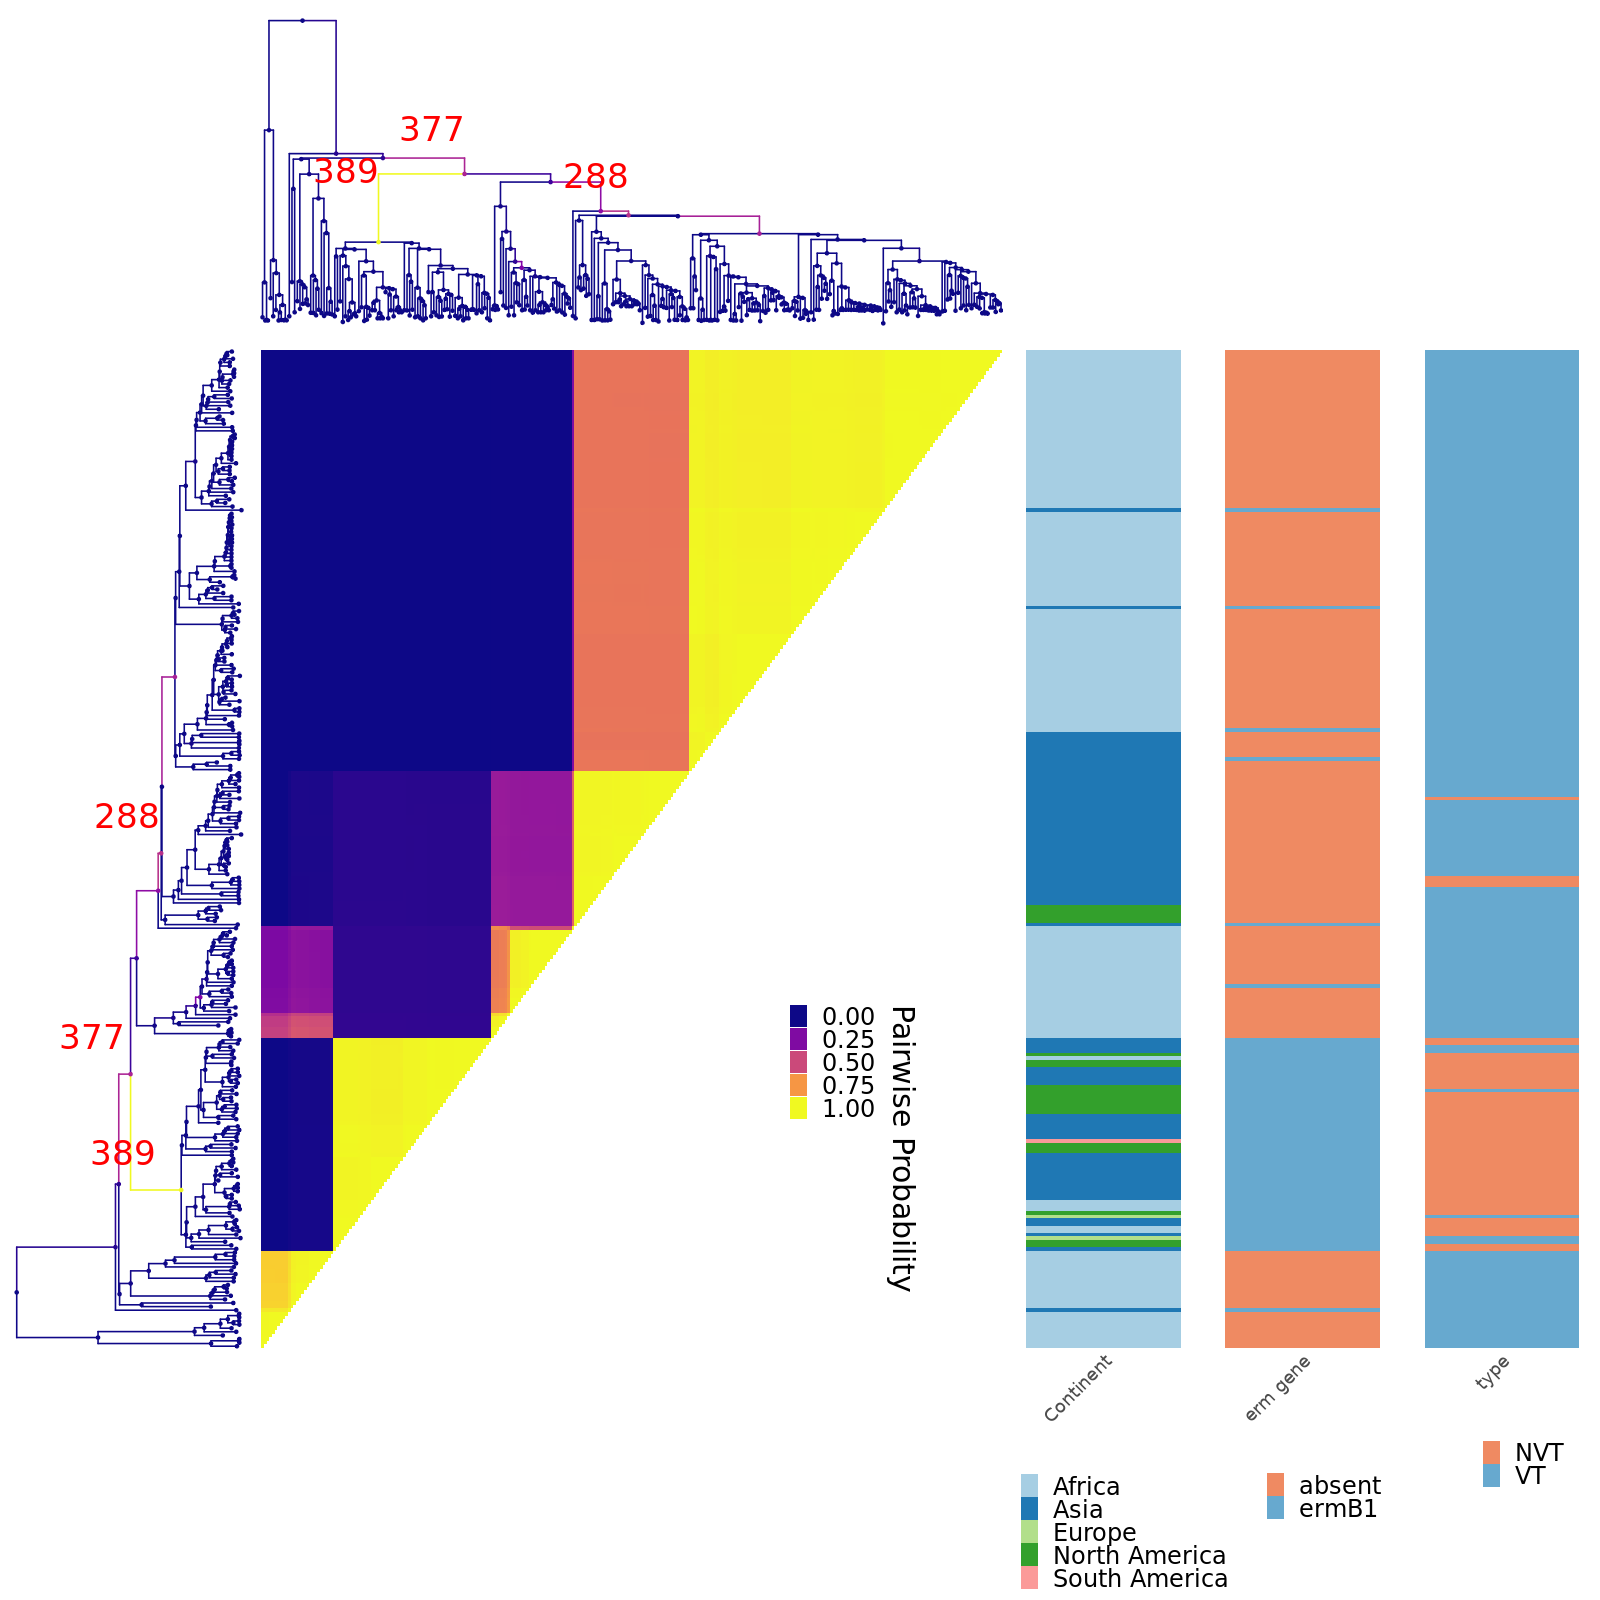 377
389
288
288
377
389
0.00
0.25
0.50
0.75
1.00
Pairwise Probability
Continent
erm gene
type
NVT
VT
Africa
Asia
Europe
North America
South America
absent
ermB1